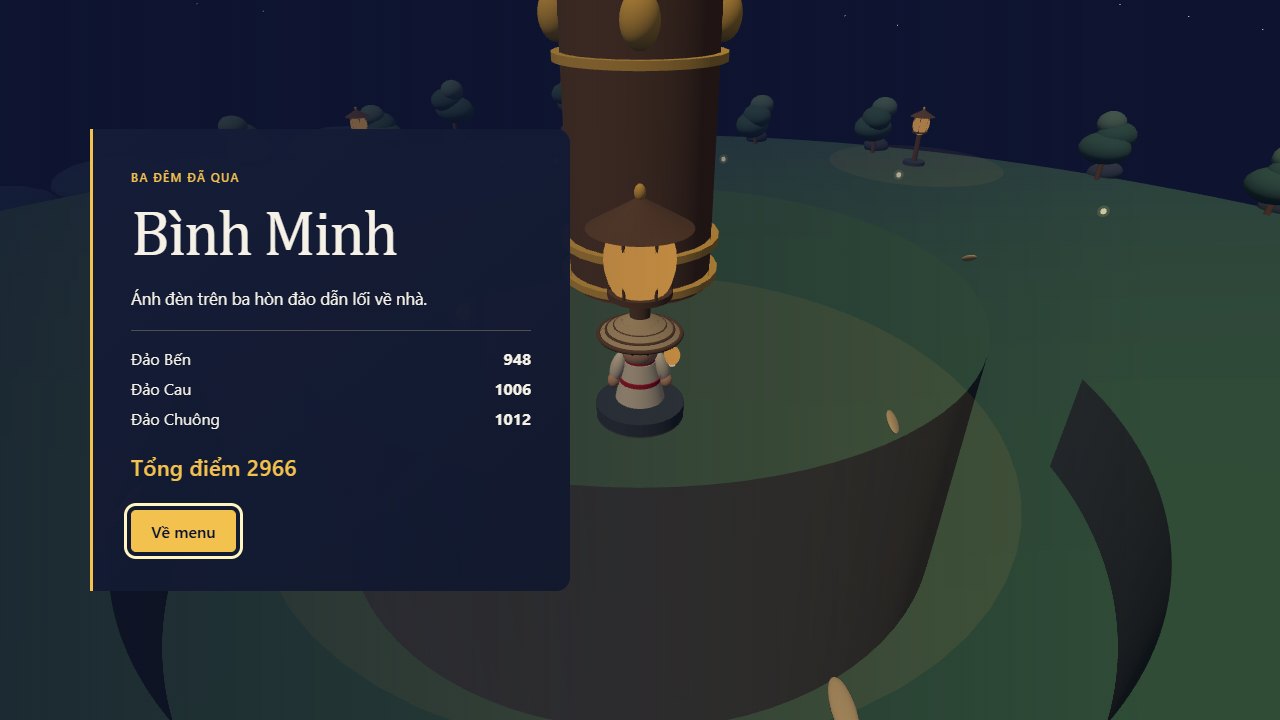 BA ĐÊM ĐÃ QUA
Bình Minh
Ánh đèn trên ba hòn đảo dẫn lối về nhà.
Đảo Bến 948
Đảo Cau 1006
Đảo Chuông 1012
Tổng điểm 2966
Về menu